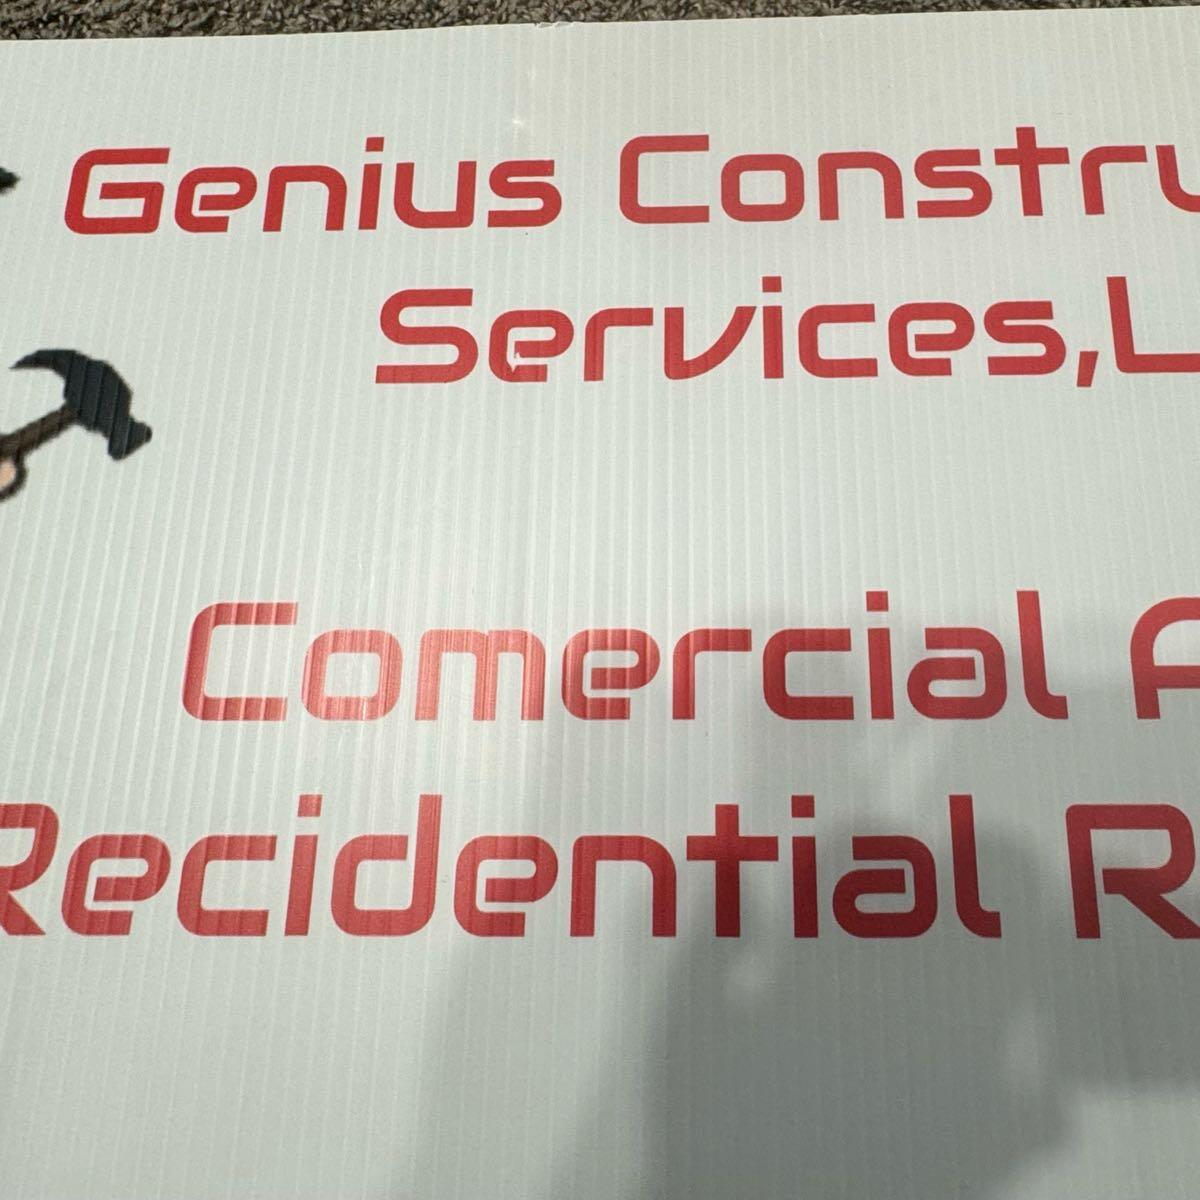 Genius Constru
Services,L
Comercial A
Recidential R